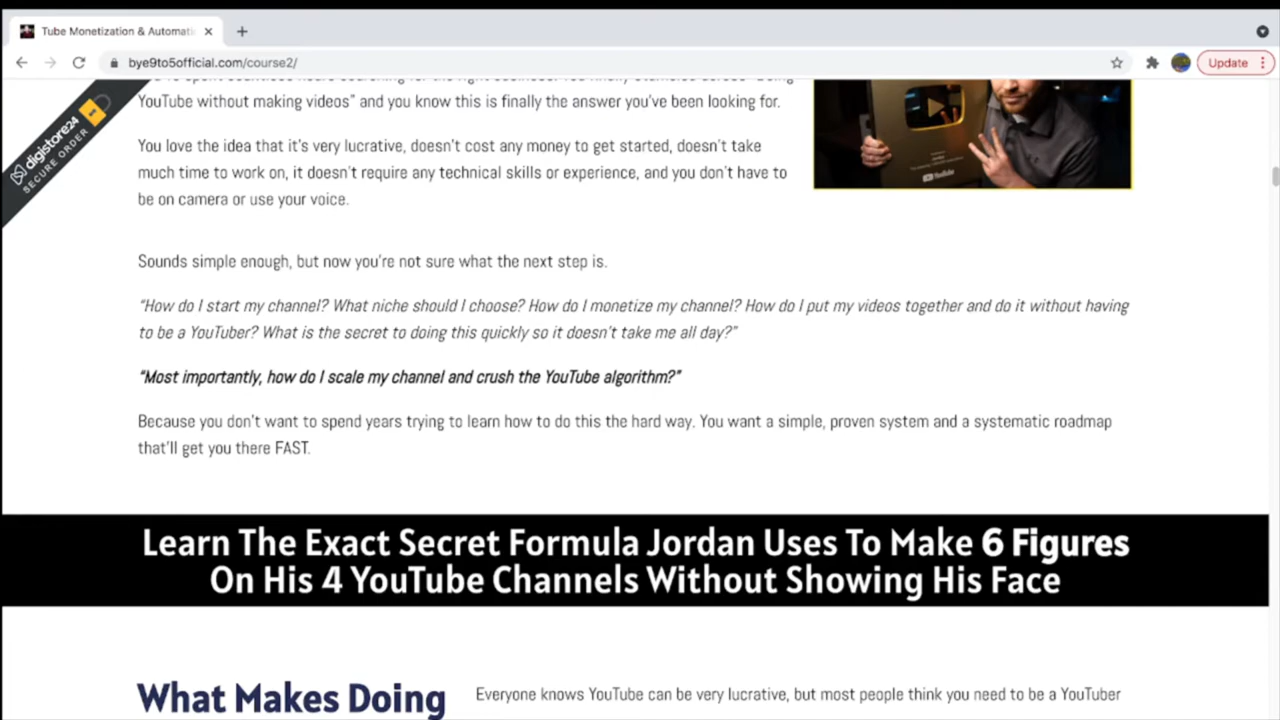 Tube Monetization & Automati
bye9to5official.com/course2/
Update
digistore24
SECURE ORDER
YouTube without making videos” and you know this is finally the answer you’ve been looking for.
You love the idea that it’s very lucrative, doesn’t cost any money to get started, doesn’t take
much time to work on, it doesn’t require any technical skills or experience, and you don’t have to
be on camera or use your voice.
YouTube
Sounds simple enough, but now you’re not sure what the next step is.
“How do I start my channel? What niche should I choose? How do I monetize my channel? How do I put my videos together and do it without having
to be a YouTuber? What is the secret to doing this quickly so it doesn’t take me all day?”
“Most importantly, how do I scale my channel and crush the YouTube algorithm?”
Because you don’t want to spend years trying to learn how to do this the hard way. You want a simple, proven system and a systematic roadmap
that’ll get you there FAST.
Learn The Exact Secret Formula Jordan Uses To Make 6 Figures
On His 4 YouTube Channels Without Showing His Face
What Makes Doing
Everyone knows YouTube can be very lucrative, but most people think you need to be a YouTuber